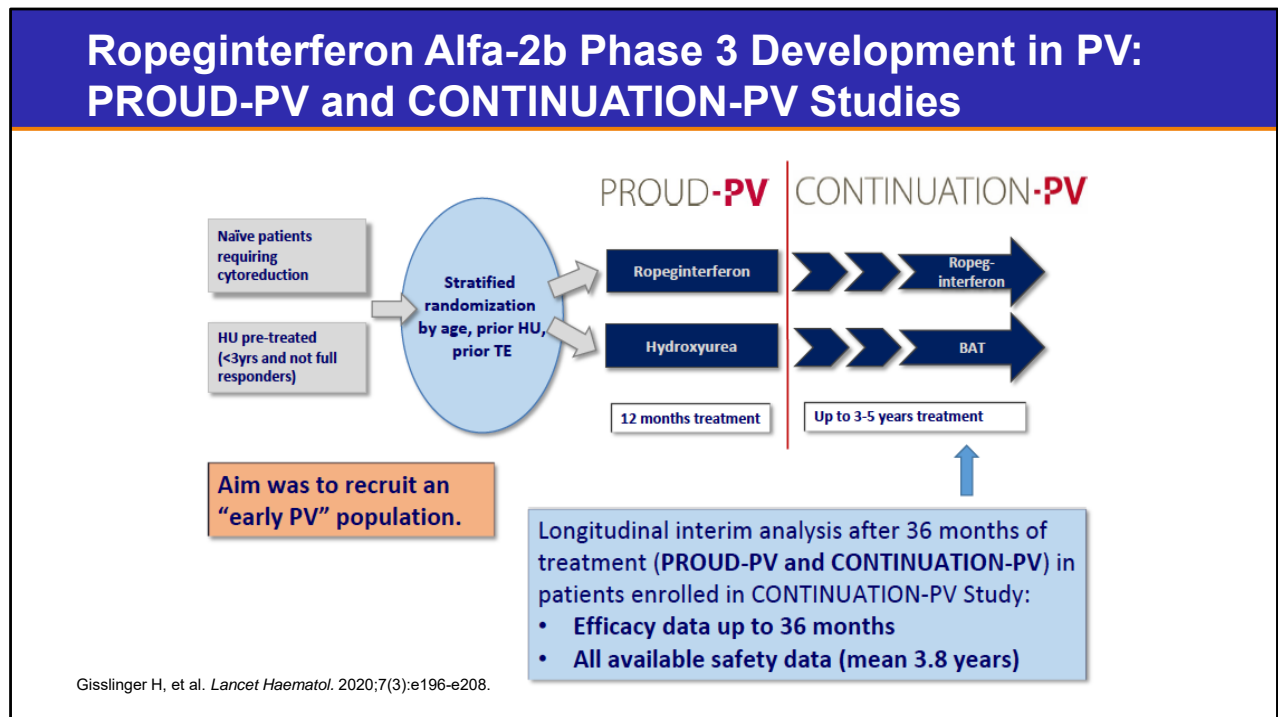 Ropeginterferon Alfa-2b Phase 3 Development in PV:
PROUD-PV and CONTINUATION-PV Studies
PROUD-PV
CONTINUATION-PV
Naïve patients
requiring
cytoreduction
HU pre-treated
(<3yrs and not full
responders)
Stratified
randomization
by age, prior HU,
prior TE
Ropeginterferon
Hydroxyurea
Ropeg-
interferon
BAT
12 months treatment
Up to 3-5 years treatment
Aim was to recruit an
“early PV” population.
Longitudinal interim analysis after 36 months of
treatment (PROUD-PV and CONTINUATION-PV) in
patients enrolled in CONTINUATION-PV Study:
• Efficacy data up to 36 months
• All available safety data (mean 3.8 years)
Gisslinger H, et al. Lancet Haematol. 2020;7(3):e196-e208.